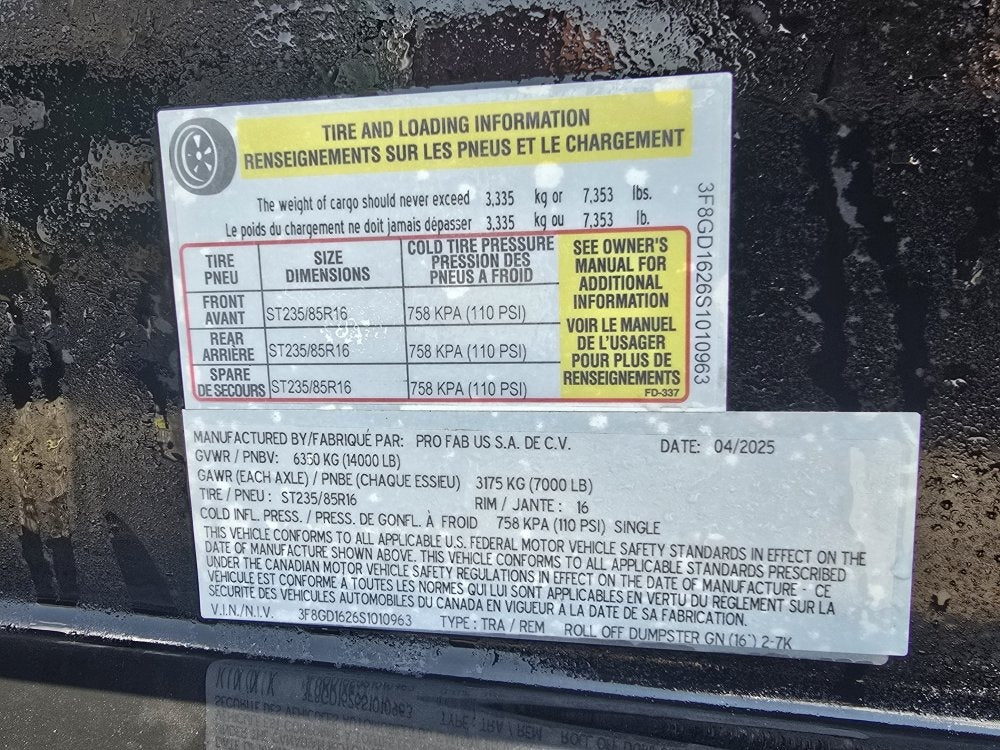 TIRE AND LOADING INFORMATION
RENSEIGNEMENTS SUR LES PNEUS ET LE CHARGEMENT
The weight of cargo should never exceed 3,335 kg or 7,353 lbs.
Le poids du chargement ne doit jamais dépasser 3,335 kg ou 7,353 lb.
TIRE PNEU SIZE DIMENSIONS COLD TIRE PRESSURE PRESSION DES PNEUS A FROID
FRONT AVANT ST235/85R16 758 KPA (110 PSI)
REAR ARRIÈRE ST235/85R16 758 KPA (110 PSI)
SPARE DE SECOURS ST235/85R16 758 KPA (110 PSI)
SEE OWNER'S
MANUAL FOR
ADDITIONAL
INFORMATION
VOIR LE MANUEL
DE L'USAGER
POUR PLUS DE
RENSEIGNEMENTS
FD-337
3F8GD1626S1010963
MANUFACTURED BY/FABRIQUÉ PAR: PRO FAB US S.A. DE C.V. DATE: 04/2025
GVWR / PNBV: 6350 KG (14000 LB)
GAWR (EACH AXLE) / PNBE (CHAQUE ESSIEU) 3175 KG (7000 LB)
TIRE / PNEU : ST235/85R16 RIM / JANTE : 16
COLD INFL. PRESS. / PRESS. DE GONFL. À FROID 758 KPA (110 PSI) SINGLE
THIS VEHICLE CONFORMS TO ALL APPLICABLE U.S. FEDERAL MOTOR VEHICLE SAFETY STANDARDS IN EFFECT ON THE
DATE OF MANUFACTURE SHOWN ABOVE. THIS VEHICLE CONFORMS TO ALL APPLICABLE STANDARDS PRESCRIBED
UNDER THE CANADIAN MOTOR VEHICLE SAFETY REGULATIONS IN EFFECT ON THE DATE OF MANUFACTURE - CE
VEHICULE EST CONFORME A TOUTES LES NORMES QUI LUI SONT APPLICABLES EN VERTU DU REGLEMENT SUR LA
SECURITE DES VEHICULES AUTOMOBILES DU CANADA EN VIGUEUR À LA DATE DE SA FABRICATION.
V.I.N./N.I.V. 3F8GD1626S1010963 TYPE : TRA / REM ROLL OFF DUMPSTER GN (16') 2-7K